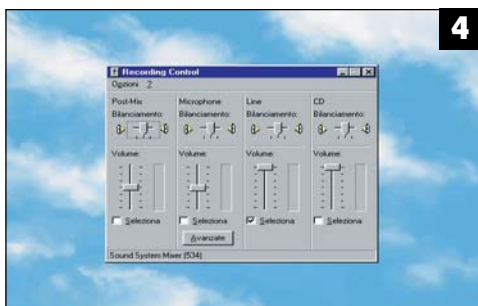 4
Recording Control
Opzioni ?
Post-Mix Microphone Line CD
Bilanciamento: Bilanciamento: Bilanciamento: Bilanciamento:
Volume: Volume: Volume: Volume:
Seleziona Seleziona Seleziona Seleziona
Avanzate
Sound System Mixer (534)